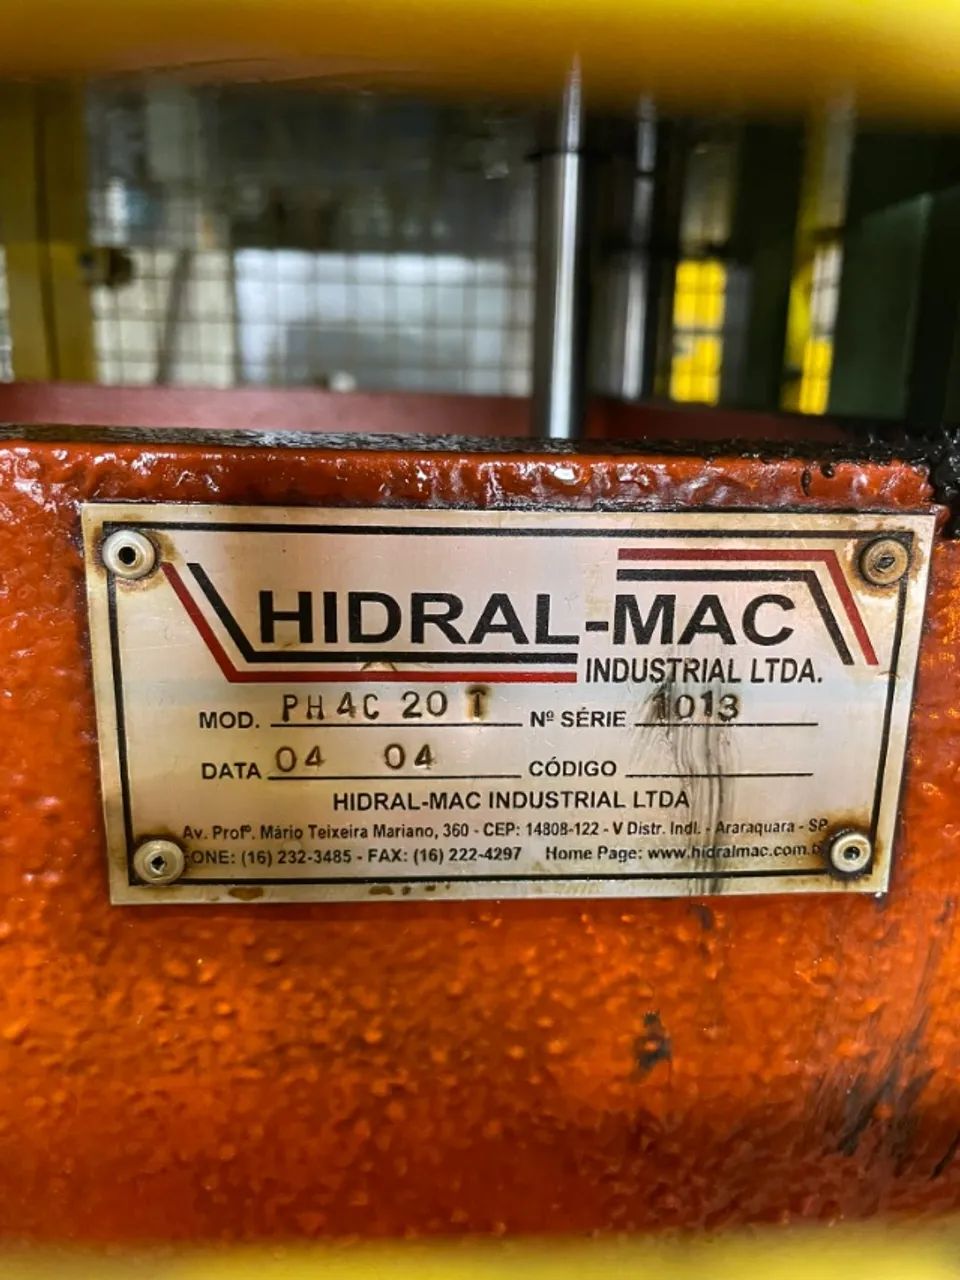 HIDRAL-MAC
INDUSTRIAL LTDA.
MOD. PH4C 20 T Nº SÉRIE 1013
DATA 04 04 CÓDIGO
HIDRAL-MAC INDUSTRIAL LTDA
Av. Profº. Mário Teixeira Mariano, 360 - CEP: 14808-122 - V Distr. Indl. - Araraquara - SP
ONE: (16) 232-3485 - FAX: (16) 222-4297 Home Page: www.hidralmac.com.b